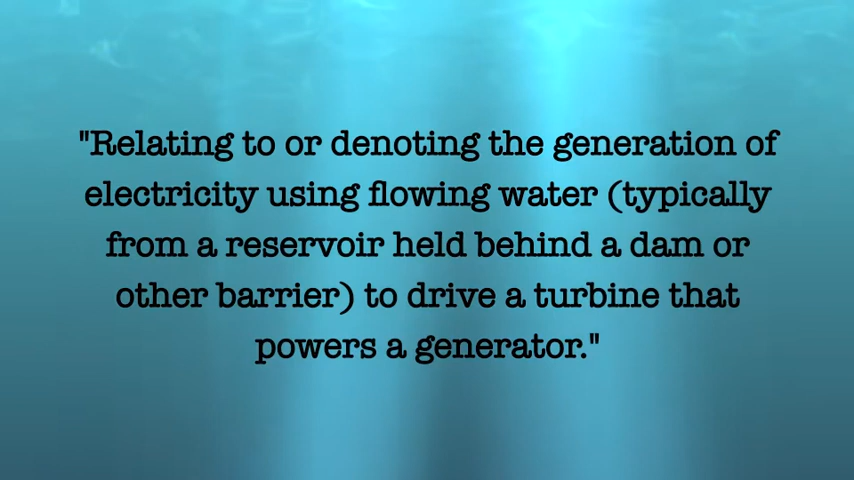 "Relating to or denoting the generation of
electricity using flowing water (typically
from a reservoir held behind a dam or
other barrier) to drive a turbine that
powers a generator."